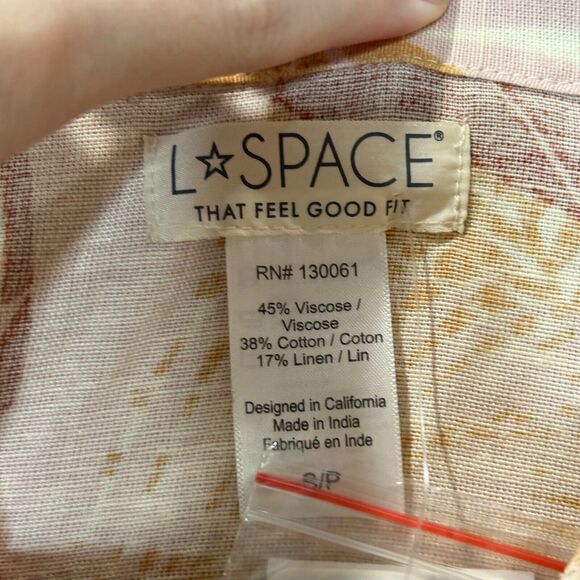 L☆SPACE®
THAT FEEL GOOD FIT
RN# 130061
45% Viscose /
Viscose
38% Cotton / Coton
17% Linen / Lin
Designed in California
Made in India
Fabriqué en Inde
S/P